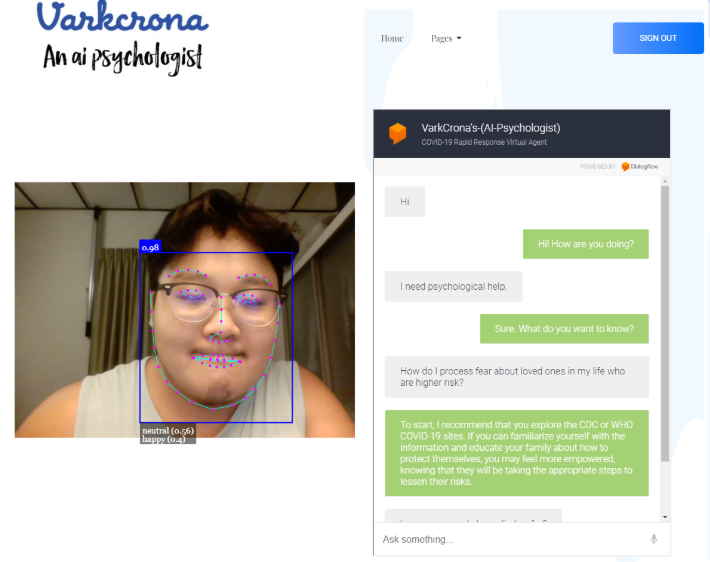 Varkcrona
An ai psychologist
Home
Pages
SIGN OUT
VarkCrona's-(AI-Psychologist)
COVID-19 Rapid Response Virtual Agent
POWERED BY Dialogflow
Hi
Hi! How are you doing?
I need psychological help.
Sure. What do you want to know?
How do I process fear about loved ones in my life who
are higher risk?
To start, I recommend that you explore the CDC or WHO
COVID-19 sites. If you can familiarize yourself with the
information and educate your family about how to
protect themselves, you may feel more empowered,
knowing that they will be taking the appropriate steps to
lessen their risks.
Ask something...
0.98
neutral (0.56)
happy (0.4)